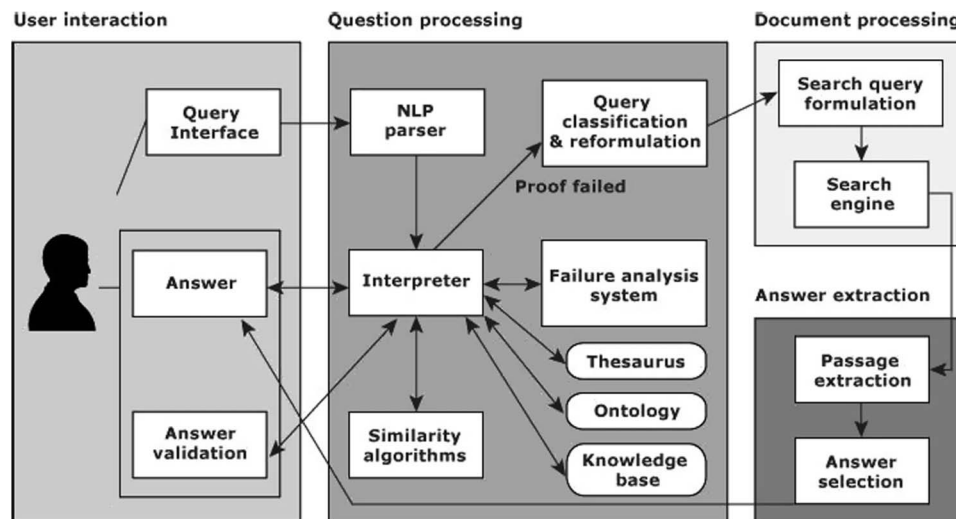 User interaction
Question processing
Document processing
Query
Interface
NLP
parser
Query
classification
& reformulation
Search query
formulation
Search
engine
Proof failed
Answer
Interpreter
Failure analysis
system
Answer extraction
Thesaurus
Passage
extraction
Ontology
Answer
validation
Similarity
algorithms
Knowledge
base
Answer
selection